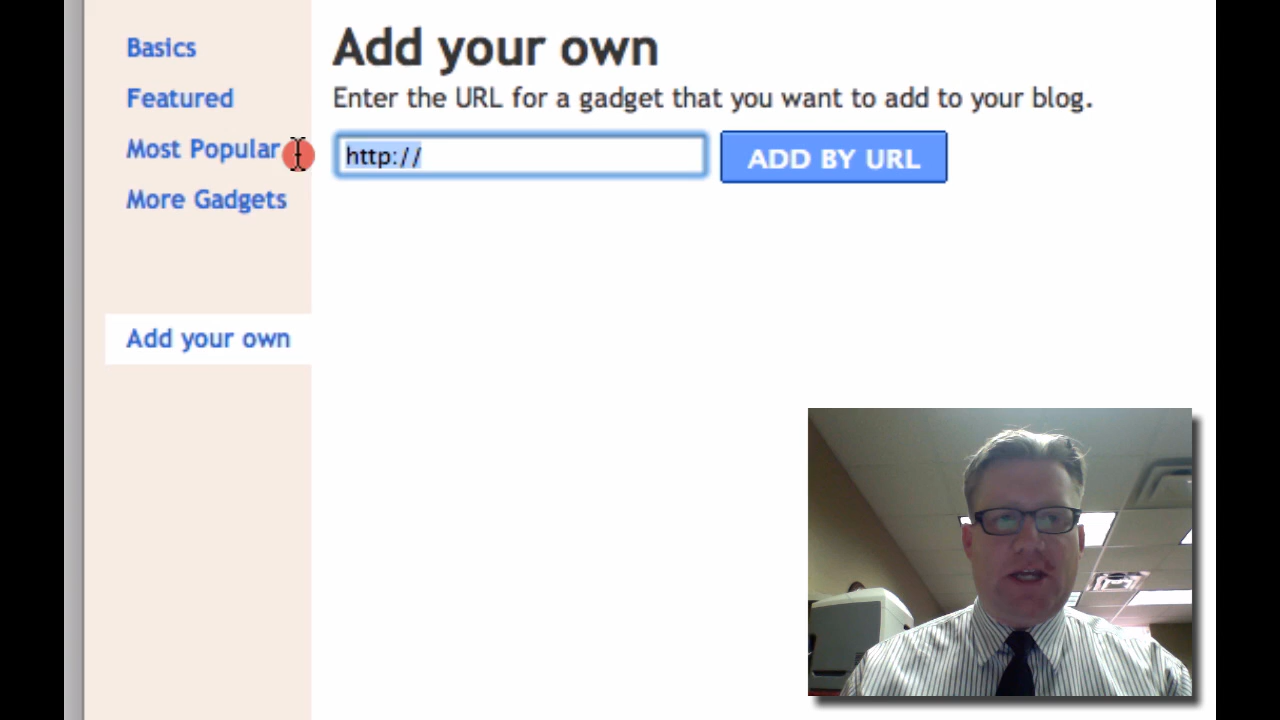 Basics
Featured
Most Popular
More Gadgets
Add your own
Add your own
Enter the URL for a gadget that you want to add to your blog.
http://
ADD BY URL